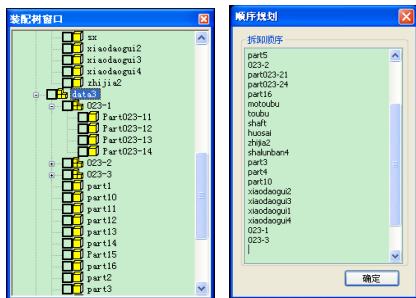 装配树窗口
sx
xiaodaogui2
xiaodaogui3
xiaodaogui4
zhijia2
data3
023-1
Part023-11
Part023-12
Part023-13
Part023-14
023-2
023-3
part1
part10
part11
part12
part13
part14
Part15
part16
part2
part3
顺序规划
拆卸顺序
part5
023-2
part023-21
part023-24
part16
motoubu
toubu
shaft
huosai
zhijia2
shalunban4
part3
part4
part10
xiaodaogui2
xiaodaogui3
xiaodaogui1
xiaodaogui4
023-1
023-3
确定